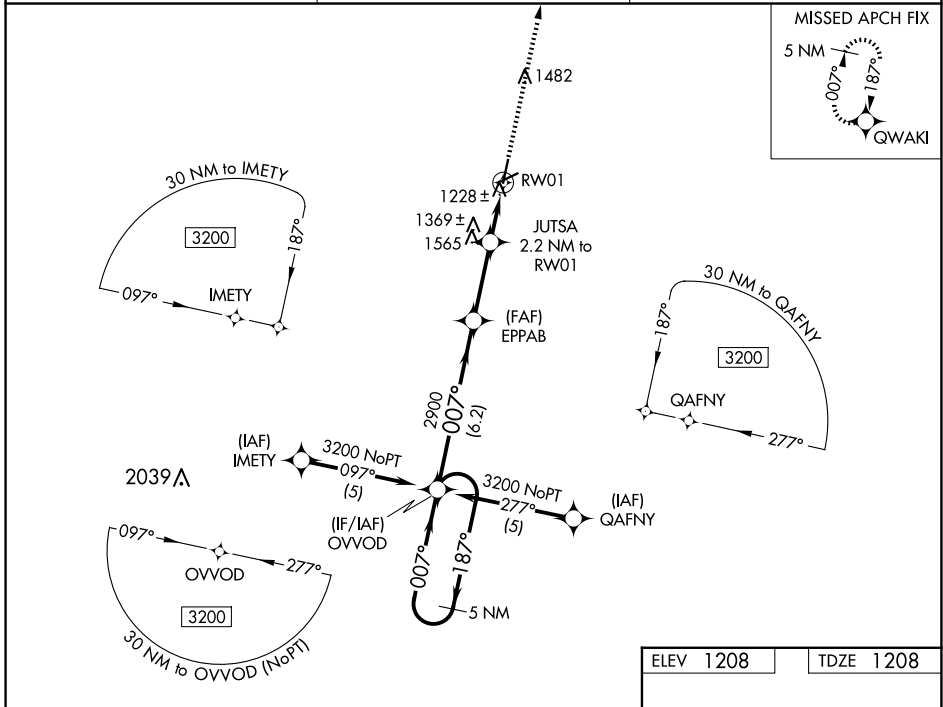 MISSED APCH FIX
5 NM
007°
187°
QWAKI
1482
RW01
1228 ±
1369 ±
1565
JUTSA
2.2 NM to
RW01
30 NM to IMETY
3200
187°
097°
IMETY
(FAF)
EPPAB
30 NM to QAFNY
187°
3200
QAFNY
277°
2900
007°
(6.2)
(IAF)
IMETY
3200 NoPT
097°
(5)
2039
3200 NoPT
277°
(5)
(IAF)
QAFNY
(IF/IAF)
OVVOD
007°
187°
5 NM
097°
OVVOD
277°
3200
30 NM to OVVOD (NoPT)
ELEV 1208
TDZE 1208